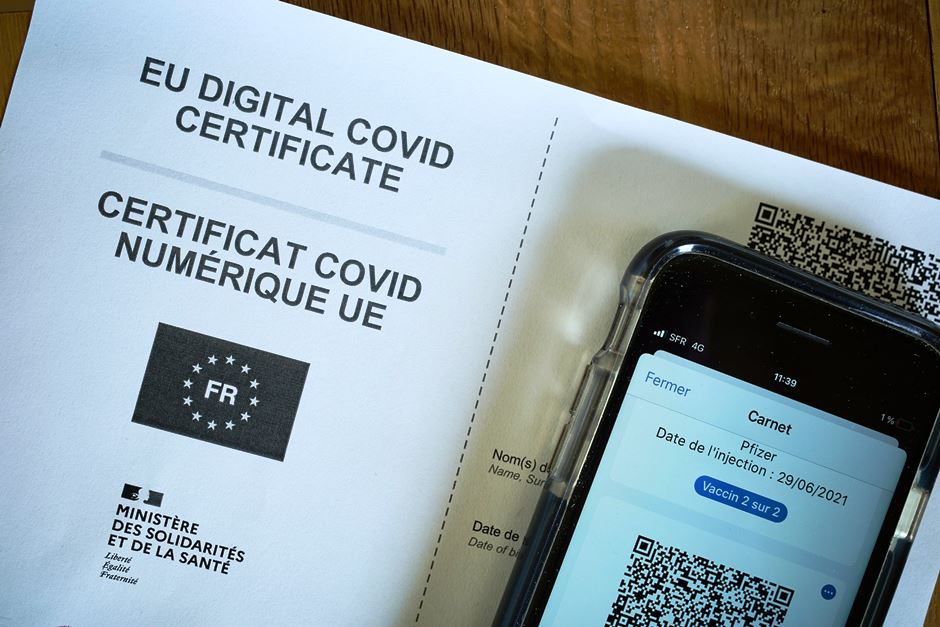 EU DIGITAL COVID
CERTIFICATE
CERTIFICAT COVID
NUMÉRIQUE UE
FR
MINISTÈRE
DES SOLIDARITÉS
ET DE LA SANTÉ
Liberté
Égalité
Fraternité
Nom(s)
Name,
Date de
Date of
SFR 4G
11:39
1 %
Fermer
Carnet
Pfizer
Date de l'injection : 29/06/2021
Vaccin 2 sur 2